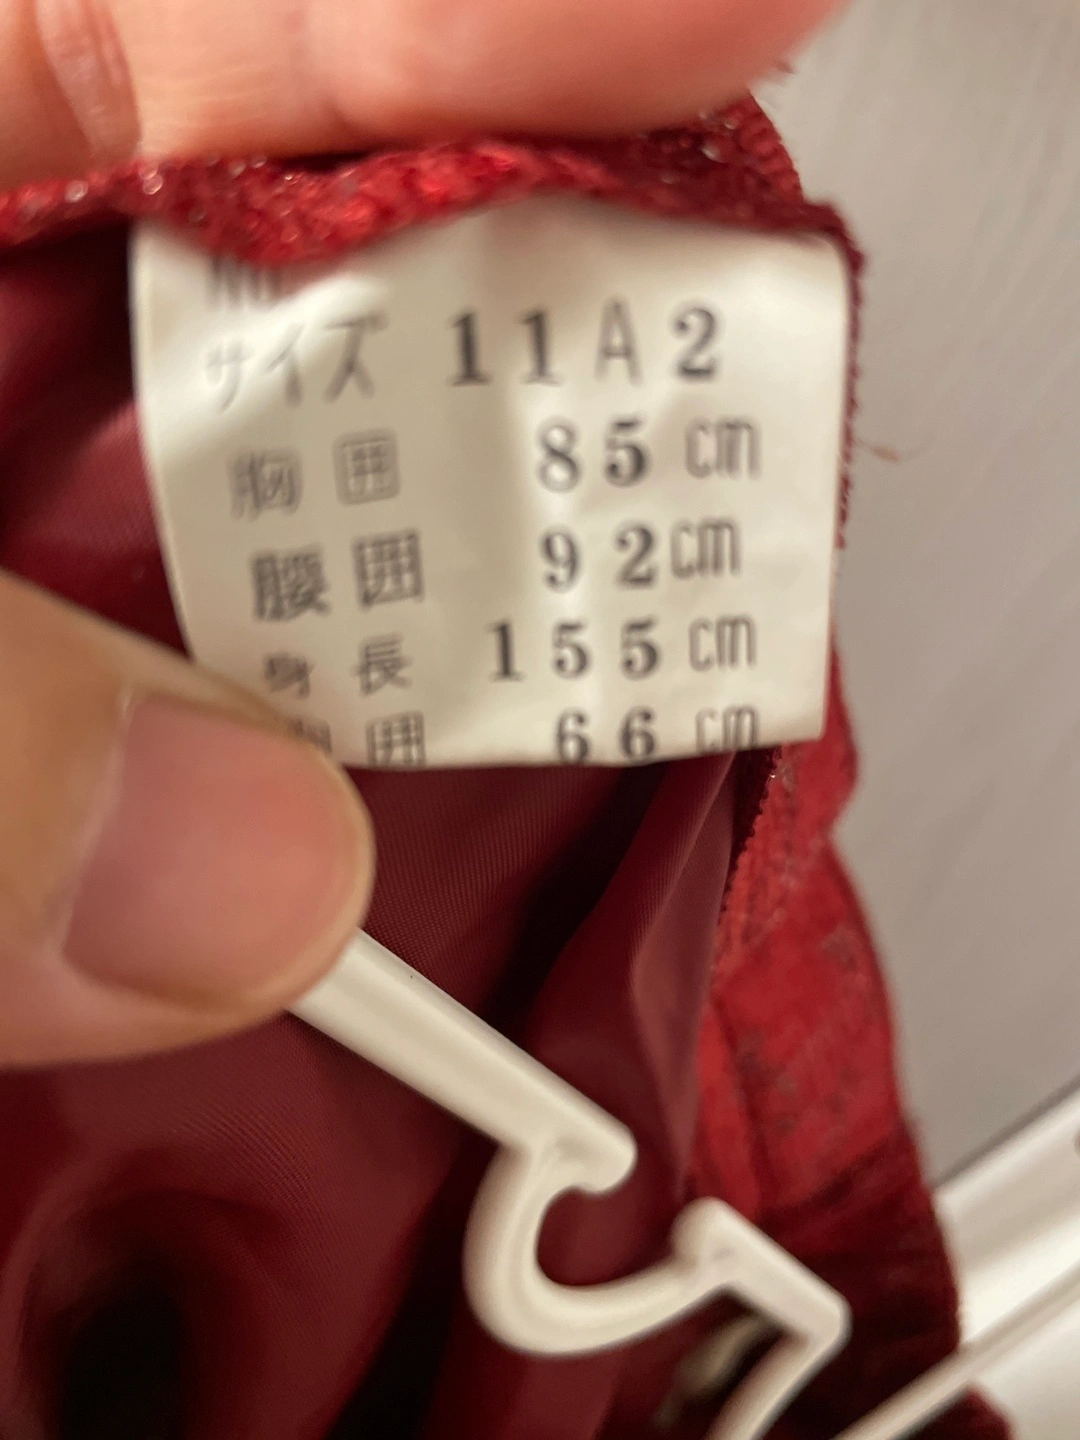 サイズ 11A2
胸囲 85cm
腰囲 92cm
身長 155cm
囲 66cm